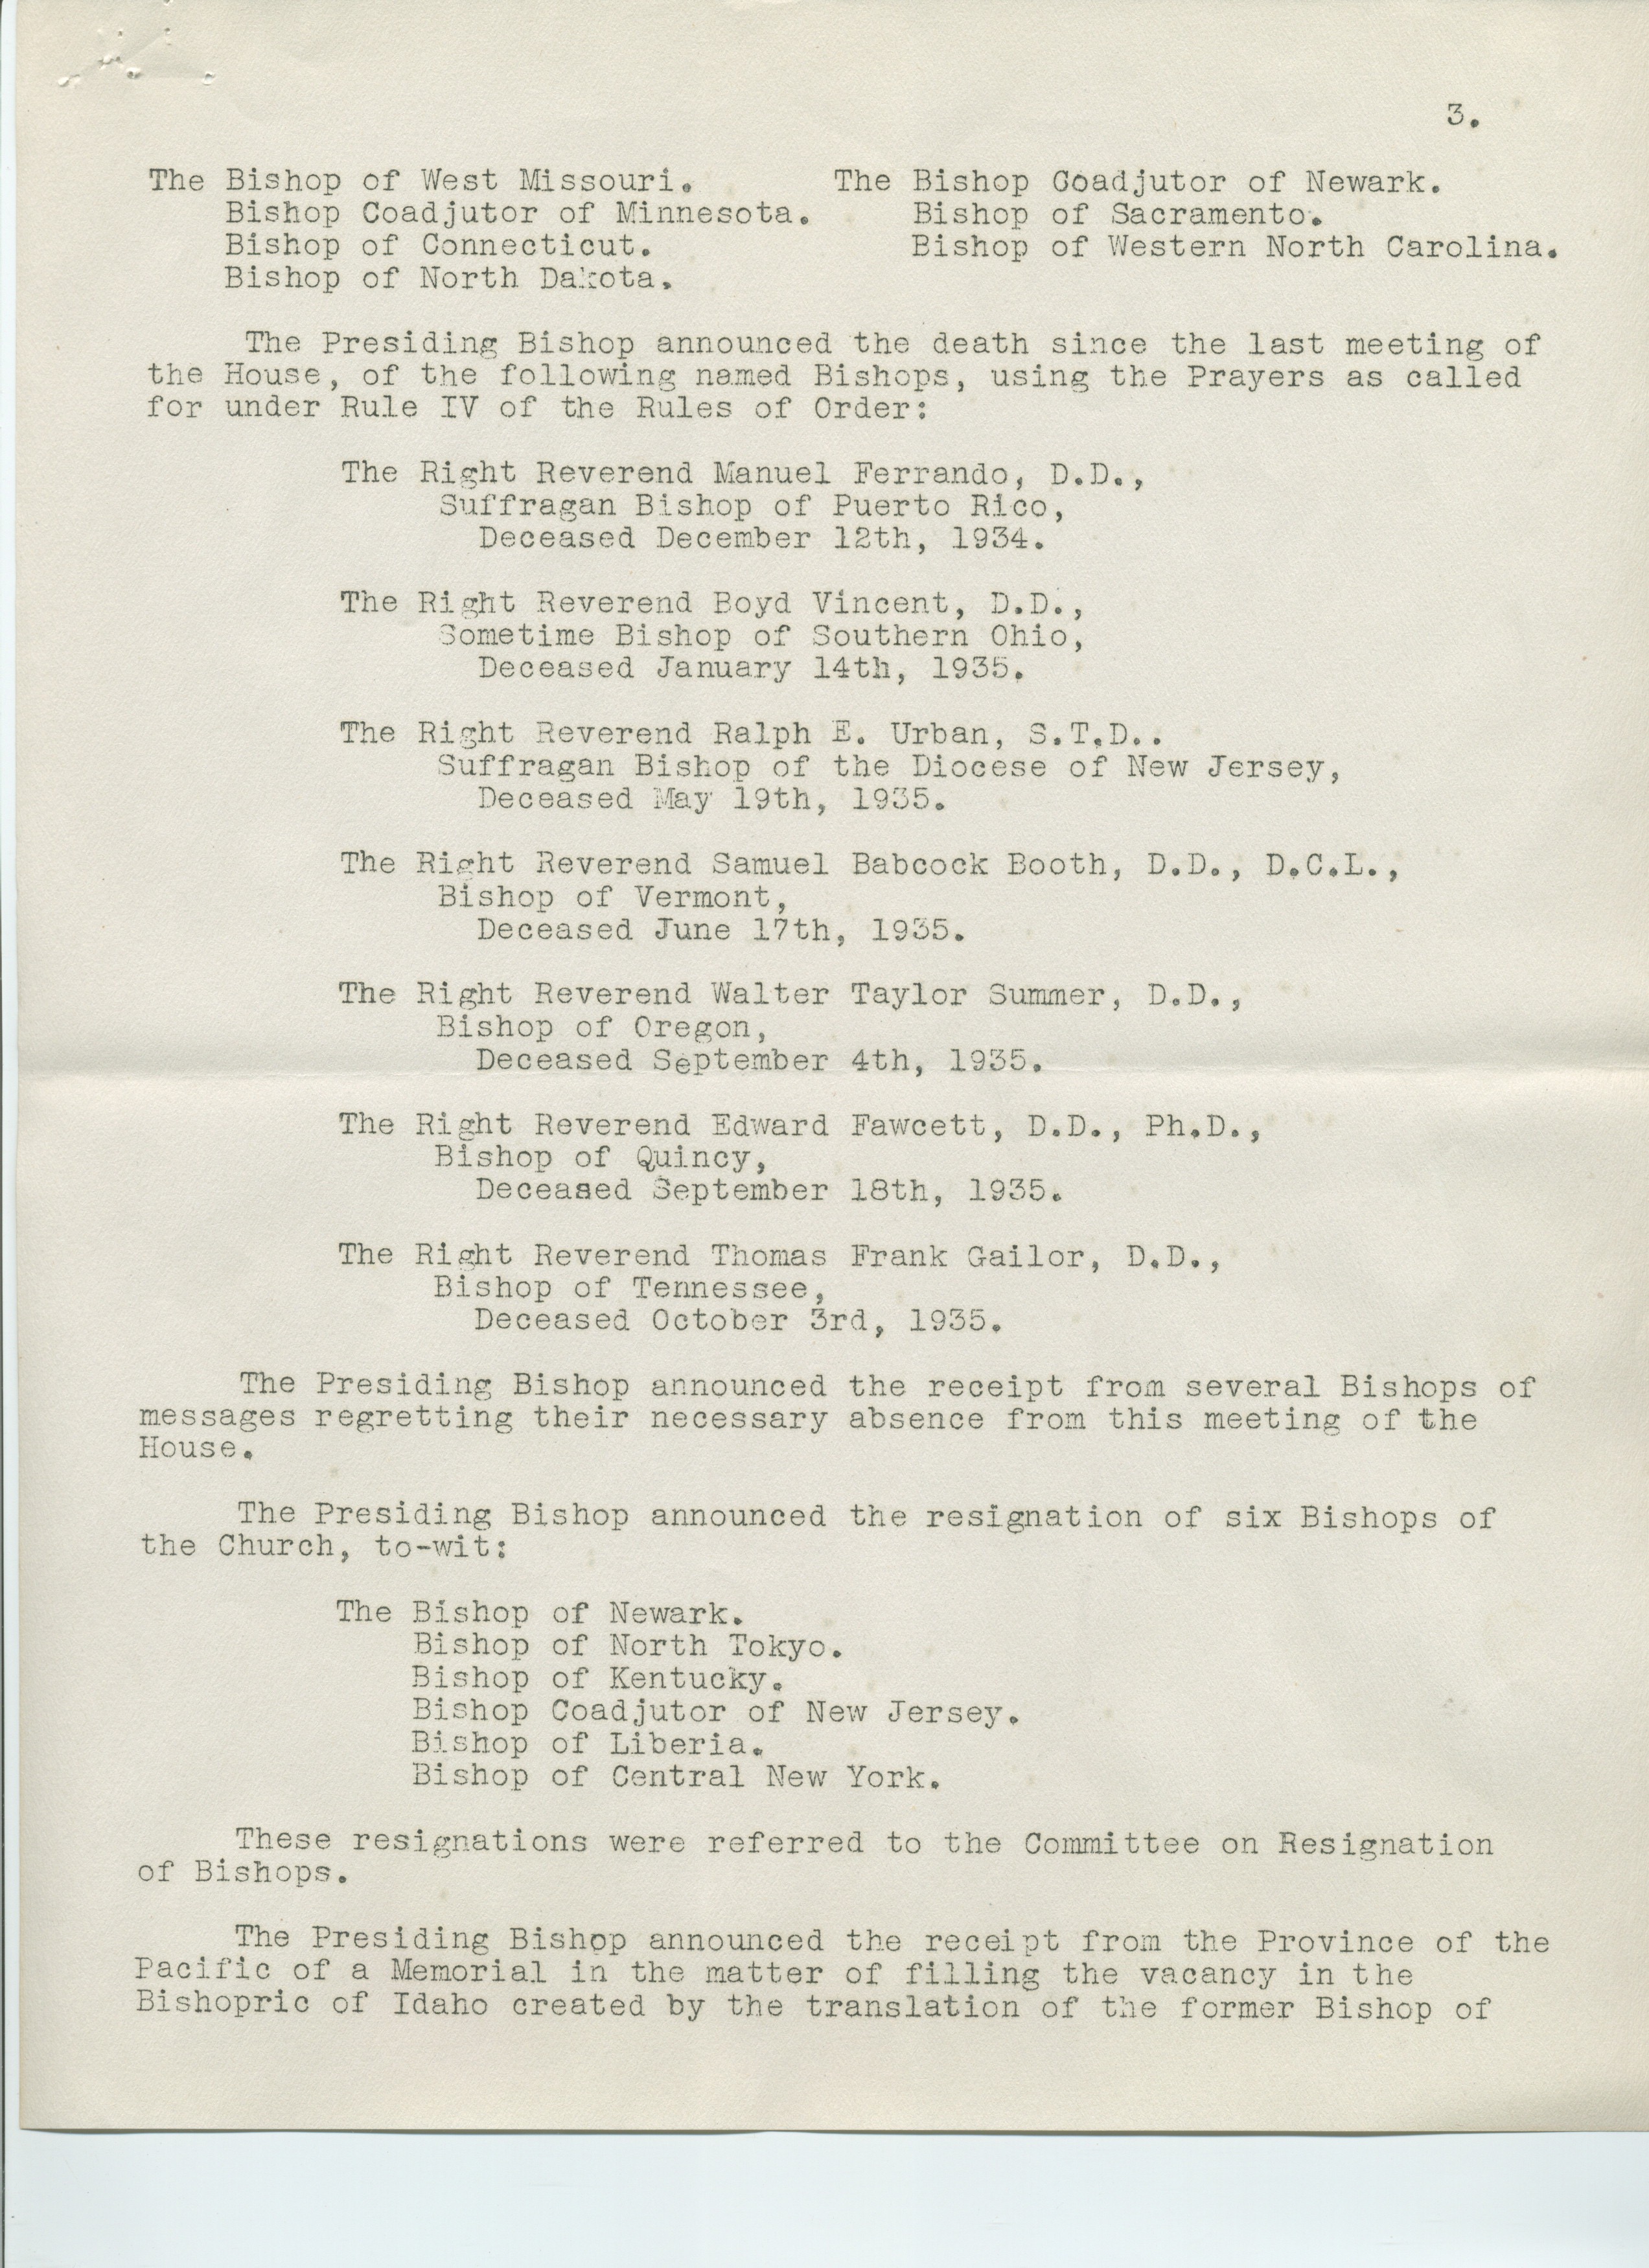 3.
The Bishop of West Missouri. The Bishop Coadjutor of Newark.
Bishop Coadjutor of Minnesota. Bishop of Sacramento.
Bishop of Connecticut. Bishop of Western North Carolina.
Bishop of North Dakota.
The Presiding Bishop announced the death since the last meeting of
the House, of the following named Bishops, using the Prayers as called
for under Rule IV of the Rules of Order:
The Right Reverend Manuel Ferrando, D.D.,
Suffragan Bishop of Puerto Rico,
Deceased December 12th, 1934.
The Right Reverend Boyd Vincent, D.D.,
Sometime Bishop of Southern Ohio,
Deceased January 14th, 1935.
The Right Reverend Ralph E. Urban, S.T.D..
Suffragan Bishop of the Diocese of New Jersey,
Deceased May 19th, 1935.
The Right Reverend Samuel Babcock Booth, D.D., D.C.L.,
Bishop of Vermont,
Deceased June 17th, 1935.
The Right Reverend Walter Taylor Summer, D.D.,
Bishop of Oregon,
Deceased September 4th, 1935.
The Right Reverend Edward Fawcett, D.D., Ph.D.,
Bishop of Quincy,
Deceased September 18th, 1935.
The Right Reverend Thomas Frank Gailor, D.D.,
Bishop of Tennessee,
Deceased October 3rd, 1935.
The Presiding Bishop announced the receipt from several Bishops of
messages regretting their necessary absence from this meeting of the
House.
The Presiding Bishop announced the resignation of six Bishops of
the Church, to-wit:
The Bishop of Newark.
Bishop of North Tokyo.
Bishop of Kentucky.
Bishop Coadjutor of New Jersey.
Bishop of Liberia.
Bishop of Central New York.
These resignations were referred to the Committee on Resignation
of Bishops.
The Presiding Bishop announced the receipt from the Province of the
Pacific of a Memorial in the matter of filling the vacancy in the
Bishopric of Idaho created by the translation of the former Bishop of